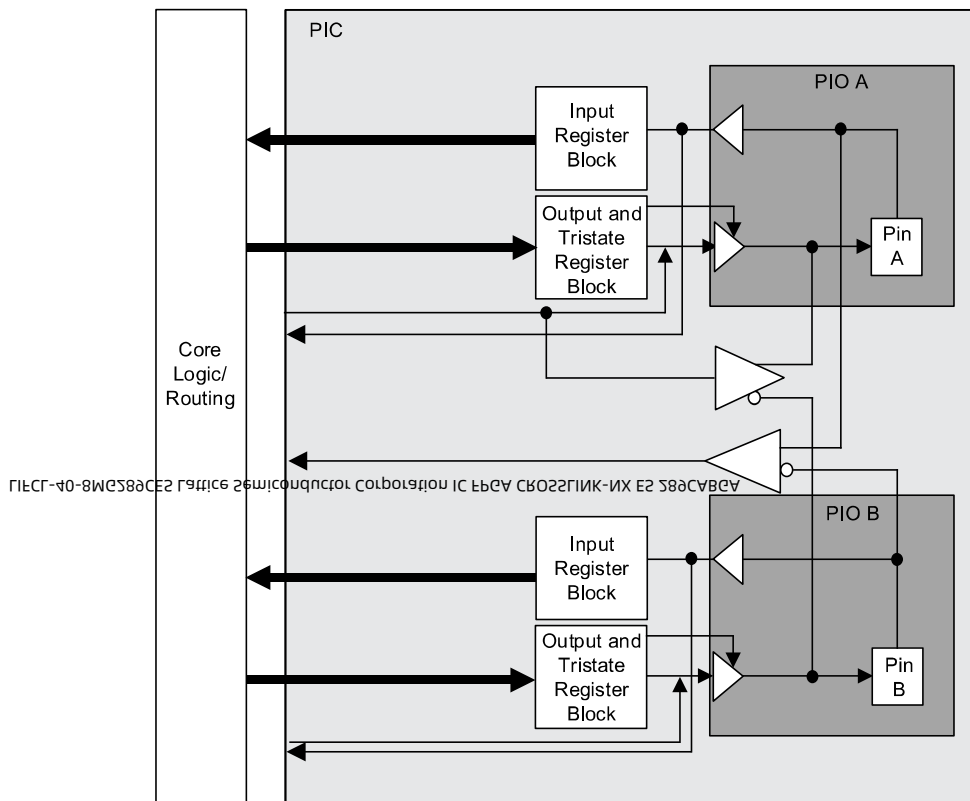 PIC
PIO A
Input
Register
Block
Output and
Tristate
Register
Block
Pin
A
Core
Logic/
Routing
LIFCL-40-8MG289CES Lattice Semiconductor Corporation IC FPGA CROSSLINK-NX ES 289CABGA
PIO B
Input
Register
Block
Output and
Tristate
Register
Block
Pin
B